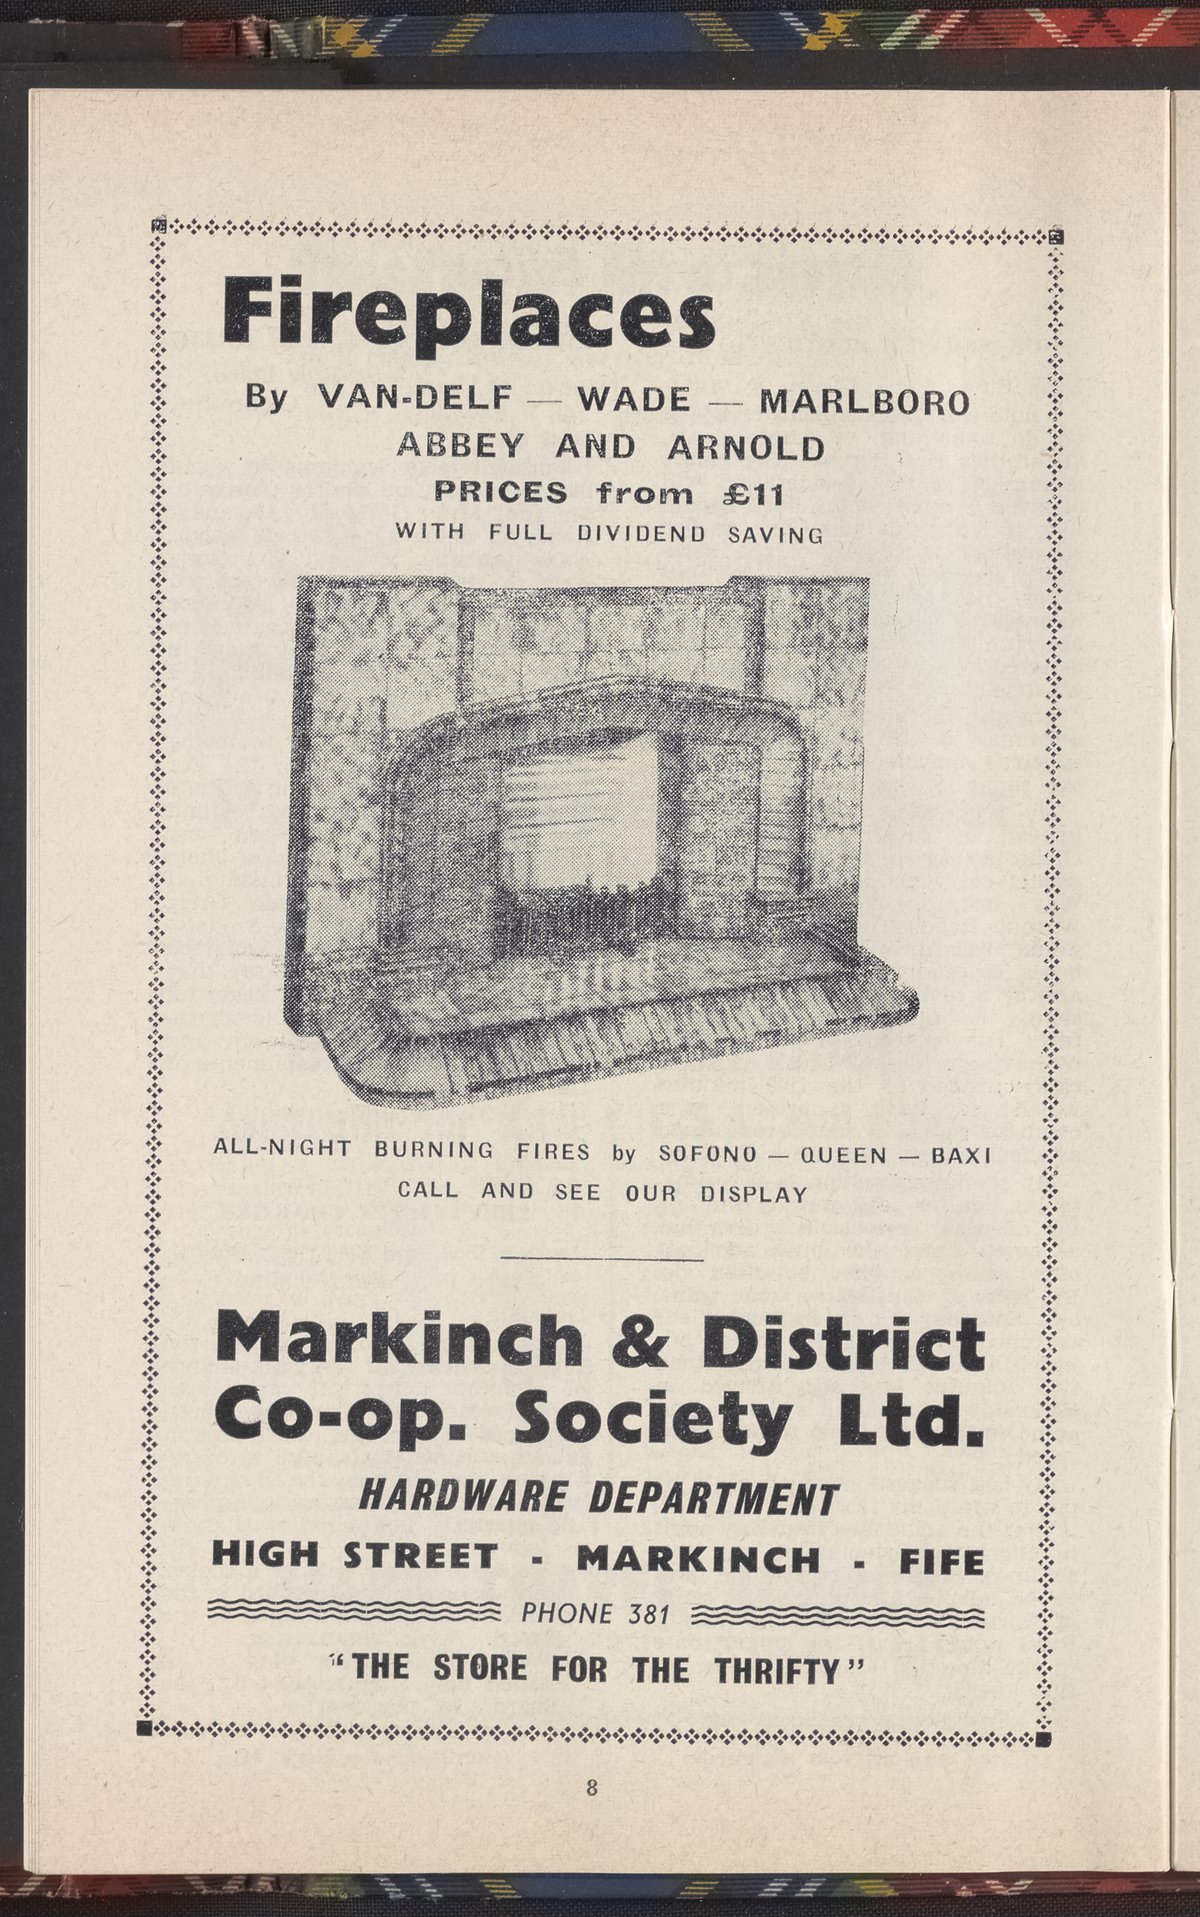 Fireplaces
By VAN-DELF — WADE — MARLBORO
ABBEY AND ARNOLD
PRICES from £11
WITH FULL DIVIDEND SAVING
ALL-NIGHT BURNING FIRES by SOFONO — QUEEN — BAXI
CALL AND SEE OUR DISPLAY
Markinch & District
Co-op. Society Ltd.
HARDWARE DEPARTMENT
HIGH STREET - MARKINCH - FIFE
PHONE 381
“THE STORE FOR THE THRIFTY”
8